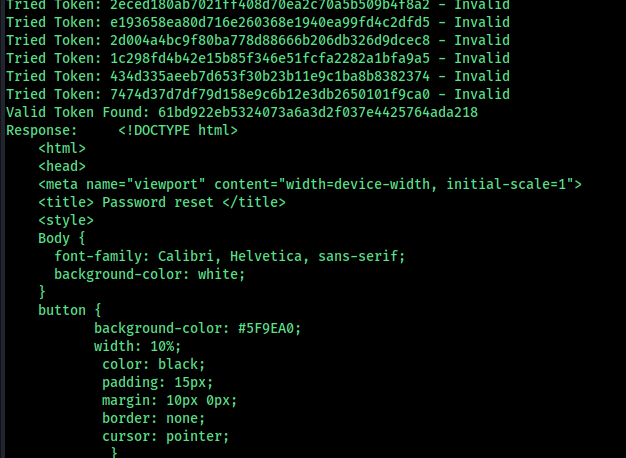 Tried Token: 2eced180ab7021ff408d70ea2c70a5b509b4f8a2 - Invalid
Tried Token: e193658ea80d716e260368e1940ea99fd4c2dfd5 - Invalid
Tried Token: 2d004a4bc9f80ba778d88666b206db326d9dcec8 - Invalid
Tried Token: 1c298fd4b42e15b85f346e51fcfa2282a1bfa9a5 - Invalid
Tried Token: 434d335aeeb7d653f30b23b11e9c1ba8b8382374 - Invalid
Tried Token: 7474d37d7df79d158e9c6b12e3db2650101f9ca0 - Invalid
Valid Token Found: 61bd922eb5324073a6a3d2f037e4425764ada218
Response:     <!DOCTYPE html>
    <html>
    <head>
    <meta name="viewport" content="width=device-width, initial-scale=1">
    <title> Password reset </title>
    <style>
    Body {
      font-family: Calibri, Helvetica, sans-serif;
      background-color: white;
    }
    button {
           background-color: #5F9EA0;
           width: 10%;
            color: black;
            padding: 15px;
            margin: 10px 0px;
            border: none;
            cursor: pointer;
             }